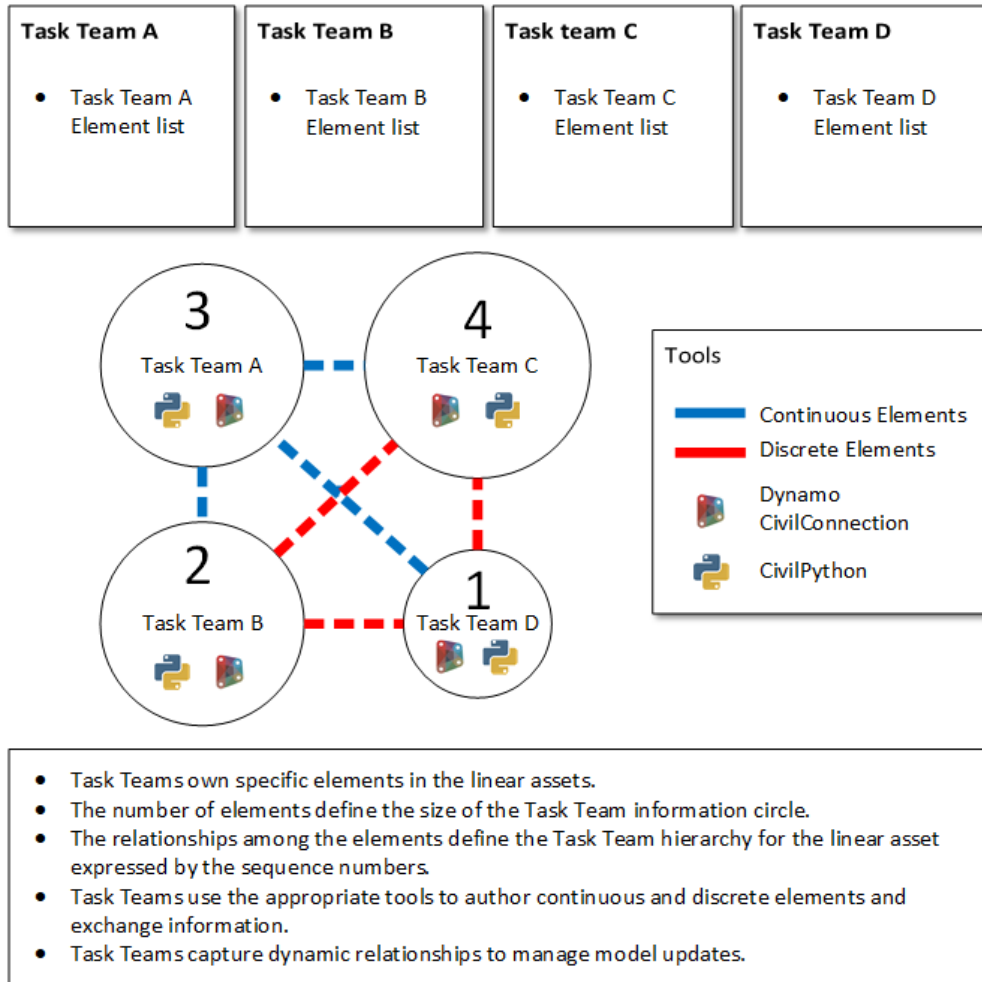 Task Team A
Task Team B
Task team C
Task Team D
• Task Team A
Element list
• Task Team B
Element list
• Task Team C
Element list
• Task Team D
Element list
3
Task Team A
4
Task Team C
2
Task Team B
1
Task Team D
Tools
Continuous Elements
Discrete Elements
Dynamo
CivilConnection
CivilPython
• Task Teams own specific elements in the linear assets.
• The number of elements define the size of the Task Team information circle.
• The relationships among the elements define the Task Team hierarchy for the linear asset
expressed by the sequence numbers.
• Task Teams use the appropriate tools to author continuous and discrete elements and
exchange information.
• Task Teams capture dynamic relationships to manage model updates.